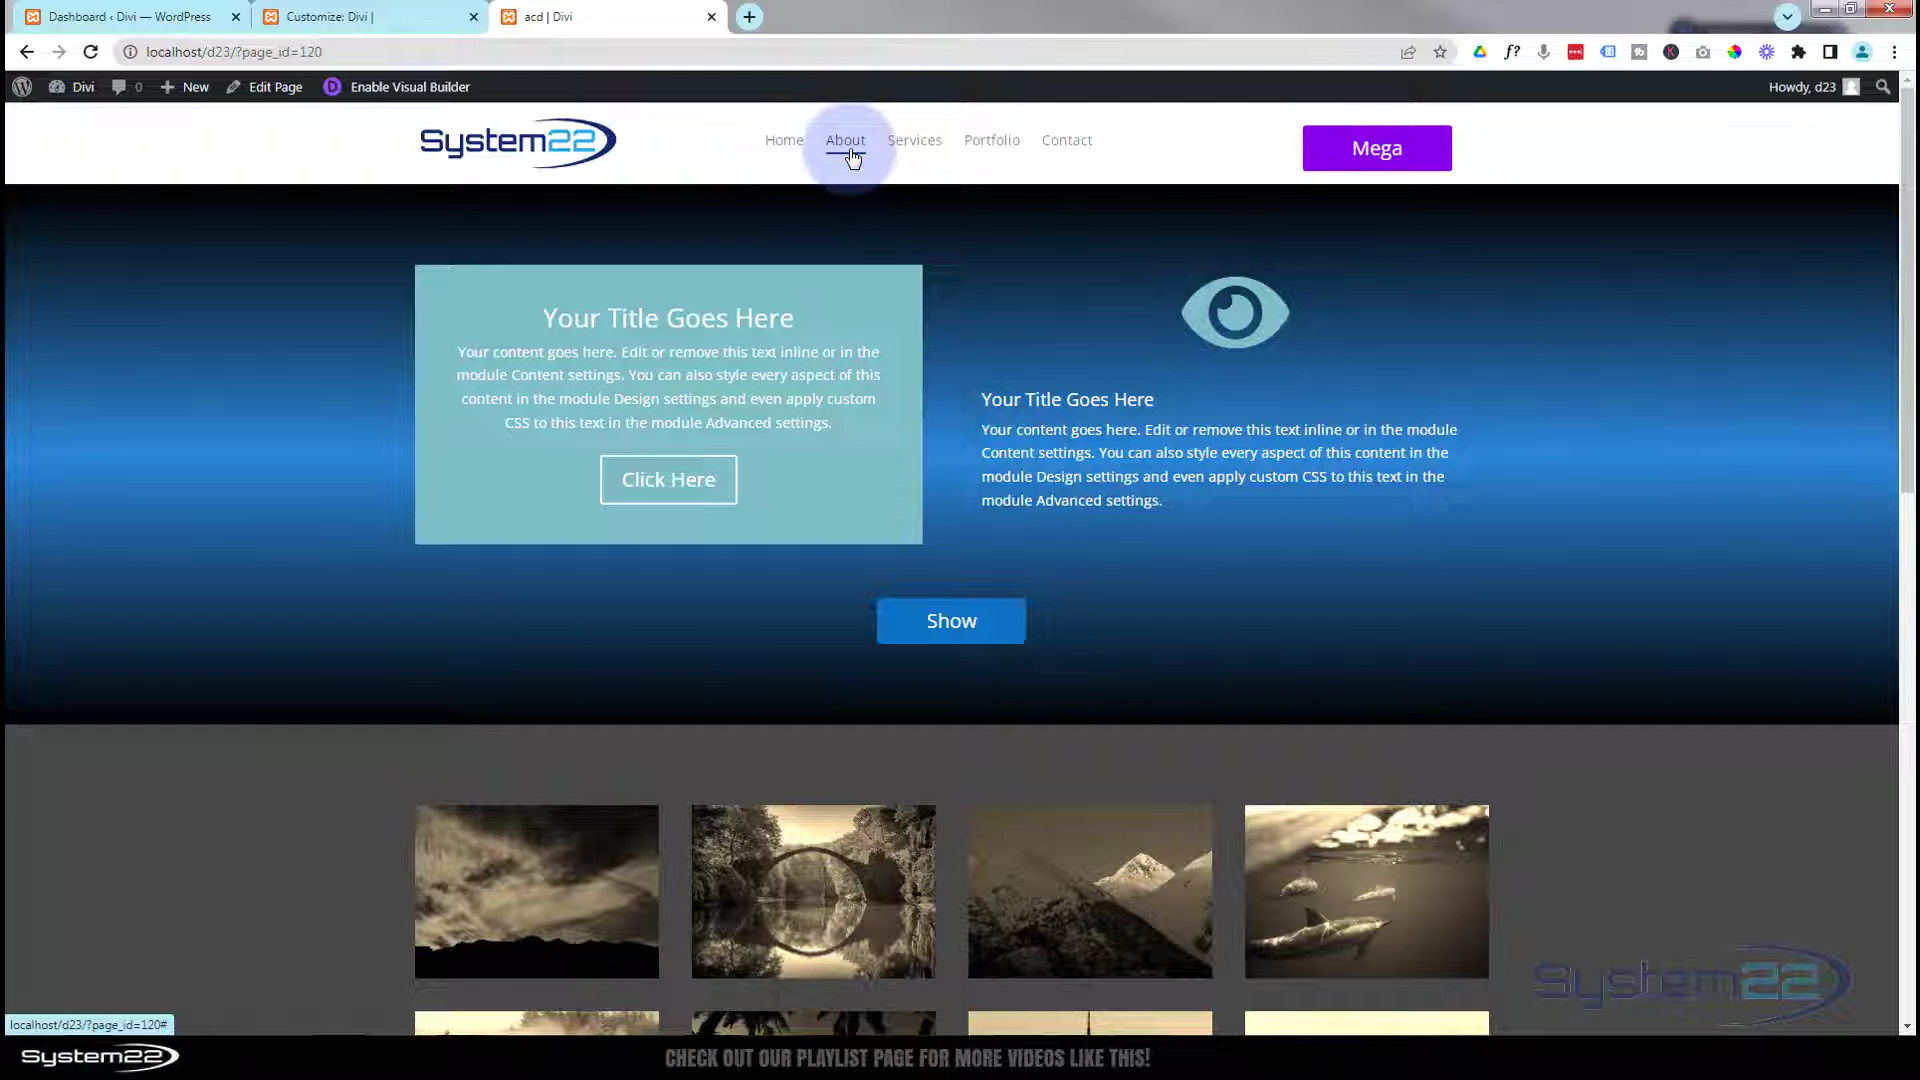 Dashboard ‹ Divi — WordPress
Customize: Divi |
acd | Divi
localhost/d23/?page_id=120
Divi
0
New
Edit Page
Enable Visual Builder
Howdy, d23
System22
Home
About
Services
Portfolio
Contact
Mega
Your Title Goes Here
Your content goes here. Edit or remove this text inline or in the
module Content settings. You can also style every aspect of this
content in the module Design settings and even apply custom
CSS to this text in the module Advanced settings.
Click Here
Your Title Goes Here
Your content goes here. Edit or remove this text inline or in the module
Content settings. You can also style every aspect of this content in the
module Design settings and even apply custom CSS to this text in the
module Advanced settings.
Show
System22
localhost/d23/?page_id=120#
System22
CHECK OUT OUR PLAYLIST PAGE FOR MORE VIDEOS LIKE THIS!